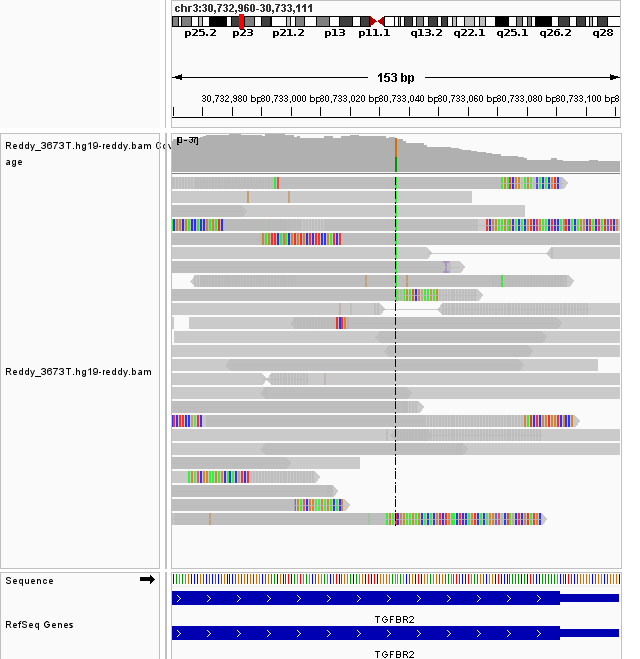 chr3:30,732,960-30,733,111
p25.2 p23 p21.2 p13 p11.1 q13.2 q22.1 q25.1 q26.2 q28
153 bp
30,732,980 bp 30,733,000 bp 30,733,020 bp 30,733,040 bp 30,733,060 bp 30,733,080 bp 30,733,100 bp
Reddy_3673T.hg19-reddy.bam Cov
age
[0 - 37]
Reddy_3673T.hg19-reddy.bam
Sequence
TGFBR2
RefSeq Genes
TGFBR2